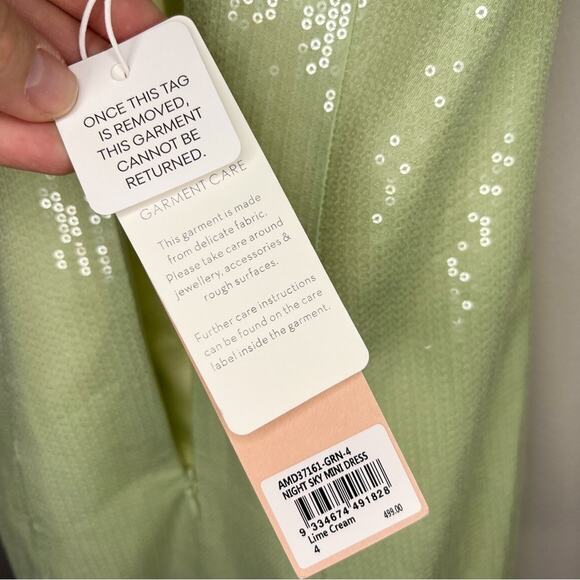 ONCE THIS TAG
IS REMOVED,
THIS GARMENT
CANNOT BE
RETURNED.
GARMENT CARE
This garment is made
from delicate fabric.
Please take care around
jewellery, accessories &
rough surfaces.
Further care instructions
can be found on the care
label inside the garment.
AMD37161-GRN-4
NIGHT SKY MINI DRESS
9 334674 491828
Lime Cream 499.00
4